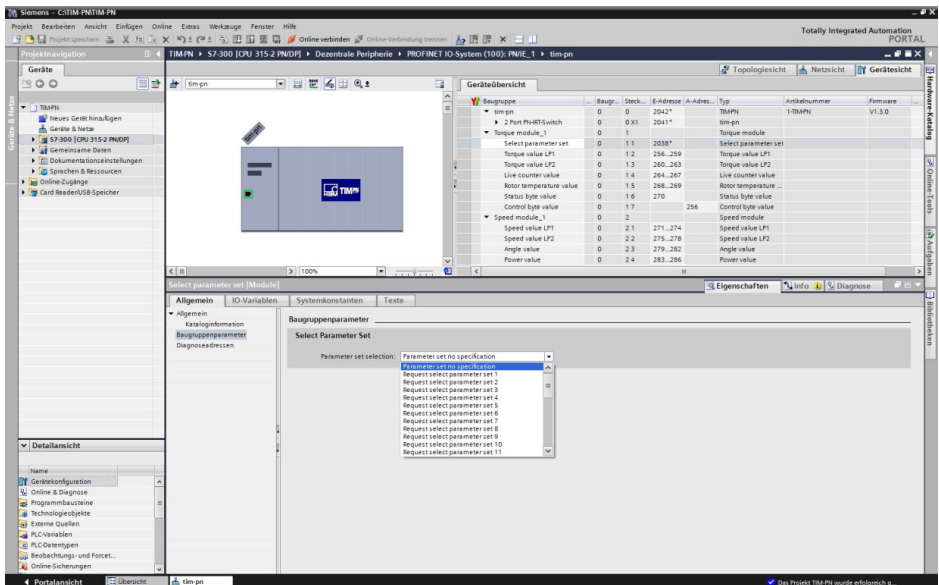 Siemens - C:\TIM-PN\TIM-PN
Projekt Bearbeiten Ansicht Einfügen Online Extras Werkzeuge Fenster Hilfe
Totally Integrated Automation
PORTAL
Projekt speichern
Online verbinden
Online-Verbindung trennen
Projektnavigation
TIM-PN ▸ S7-300 [CPU 315-2 PN/DP] ▸ Dezentrale Peripherie ▸ PROFINET IO-System (100): PN/IE_1 ▸ tim-pn
Topologiesicht
Netzsicht
Gerätesicht
Geräte
TIM-PN
Neues Gerät hinzufügen
Geräte & Netze
S7-300 [CPU 315-2 PN/DP]
Gemeinsame Daten
Dokumentationseinstellungen
Sprachen & Ressourcen
Online-Zugänge
Card Reader/USB-Speicher
tim-pn
tim-pn
TIM PN
100%
Geräteübersicht
Baugruppe ... Baugr... Steck... E-Adresse A-Adres... Typ Artikelnummer Firmware
tim-pn 0 0 2042* TIM-PN 1-TIM-PN V1.3.0
2 Port PN-IRT-Switch 0 0 X1 2041* tim-pn
Torque module_1 0 1 Torque module
Select parameter set 0 1 1 2038* Select parameter set
Torque value LP1 0 1 2 256...259 Torque value LP1
Torque value LP2 0 1 3 260...263 Torque value LP2
Live counter value 0 1 4 264...267 Live counter value
Rotor temperature value 0 1 5 268...269 Rotor temperature ...
Status byte value 0 1 6 270 Status byte value
Control byte value 0 1 7 256 Control byte value
Speed module_1 0 2 Speed module
Speed value LP1 0 2 1 271...274 Speed value LP1
Speed value LP2 0 2 2 275...278 Speed value LP2
Angle value 0 2 3 279...282 Angle value
Power value 0 2 4 283...286 Power value
Select parameter set [Module]
Eigenschaften
Info
Diagnose
Allgemein
IO-Variablen
Systemkonstanten
Texte
Allgemein
Kataloginformation
Baugruppenparameter
Diagnoseadressen
Baugruppenparameter
Select Parameter Set
Parameter set selection: Parameter set no specification
Parameter set no specification
Request select parameter set 1
Request select parameter set 2
Request select parameter set 3
Request select parameter set 4
Request select parameter set 5
Request select parameter set 6
Request select parameter set 7
Request select parameter set 8
Request select parameter set 9
Request select parameter set 10
Request select parameter set 11
Detailansicht
Name
Gerätekonfiguration
Online & Diagnose
Programmbausteine
Technologieobjekte
Externe Quellen
PLC-Variablen
PLC-Datentypen
Beobachtungs- und Forcet...
Online-Sicherungen
Geräte & Netze
Hardware-Katalog
Online-Tools
Aufgaben
Bibliotheken
Portalansicht
Übersicht
tim-pn
Das Projekt TIM-PN wurde erfolgreich g...